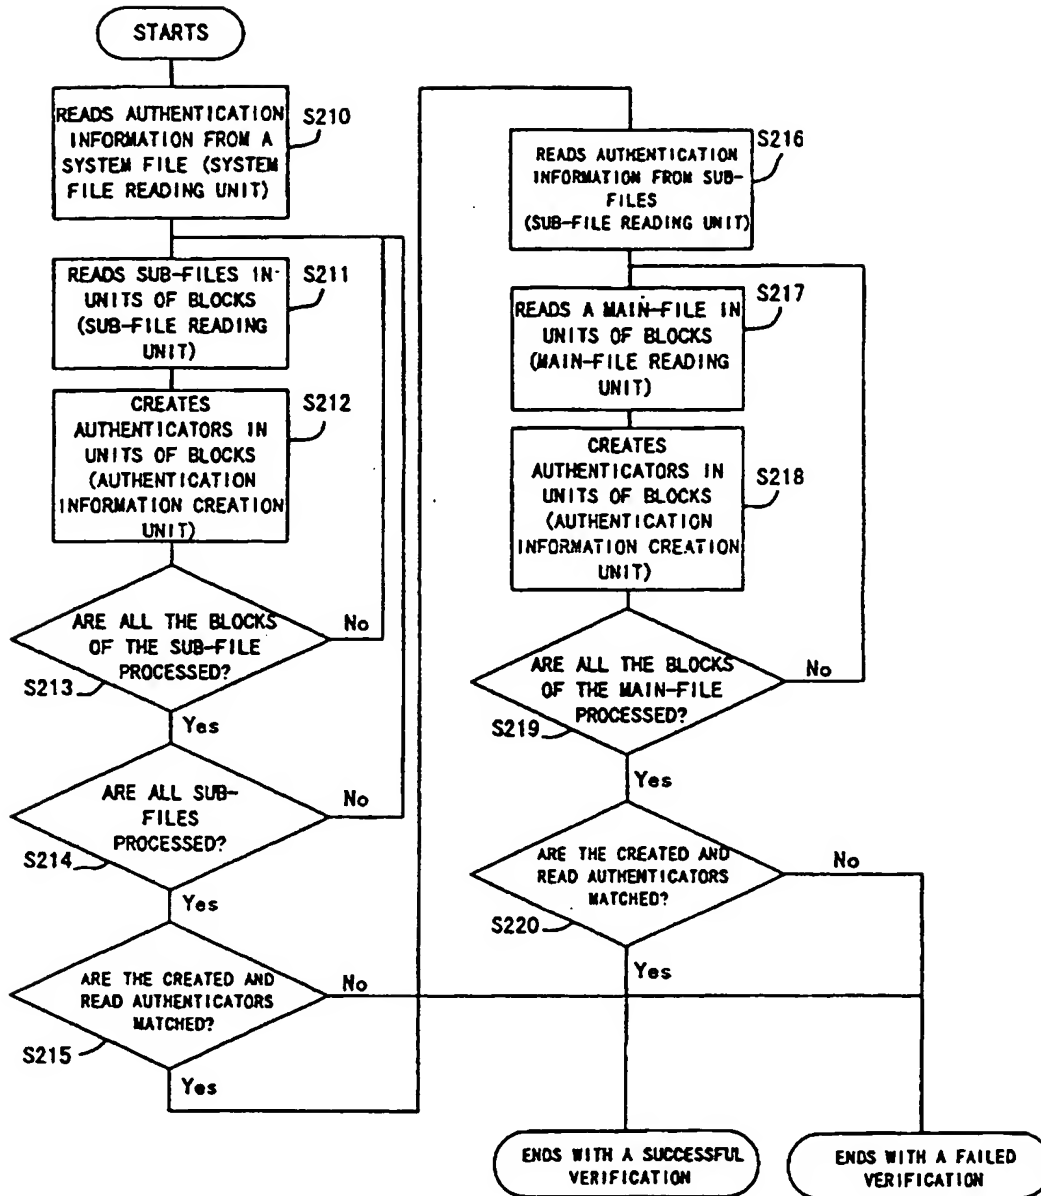 STARTS
READS AUTHENTICATION
INFORMATION FROM A
SYSTEM FILE (SYSTEM
FILE READING UNIT)
S210
READS SUB-FILES IN
UNITS OF BLOCKS
(SUB-FILE READING
UNIT)
S211
CREATES
AUTHENTICATORS IN
UNITS OF BLOCKS
(AUTHENTICATION
INFORMATION CREATION
UNIT)
S212
ARE ALL THE BLOCKS
OF THE SUB-FILE
PROCESSED?
No
S213
Yes
ARE ALL SUB-
FILES
PROCESSED?
No
S214
Yes
ARE THE CREATED AND
READ AUTHENTICATORS
MATCHED?
No
S215
Yes
READS AUTHENTICATION
INFORMATION FROM SUB-
FILES
(SUB-FILE READING UNIT)
S216
READS A MAIN-FILE IN
UNITS OF BLOCKS
(MAIN-FILE READING
UNIT)
S217
CREATES
AUTHENTICATORS IN
UNITS OF BLOCKS
(AUTHENTICATION
INFORMATION CREATION
UNIT)
S218
ARE ALL THE BLOCKS
OF THE MAIN-FILE
PROCESSED?
No
S219
Yes
ARE THE CREATED AND
READ AUTHENTICATORS
MATCHED?
No
S220
Yes
ENDS WITH A SUCCESSFUL
VERIFICATION
ENDS WITH A FAILED
VERIFICATION